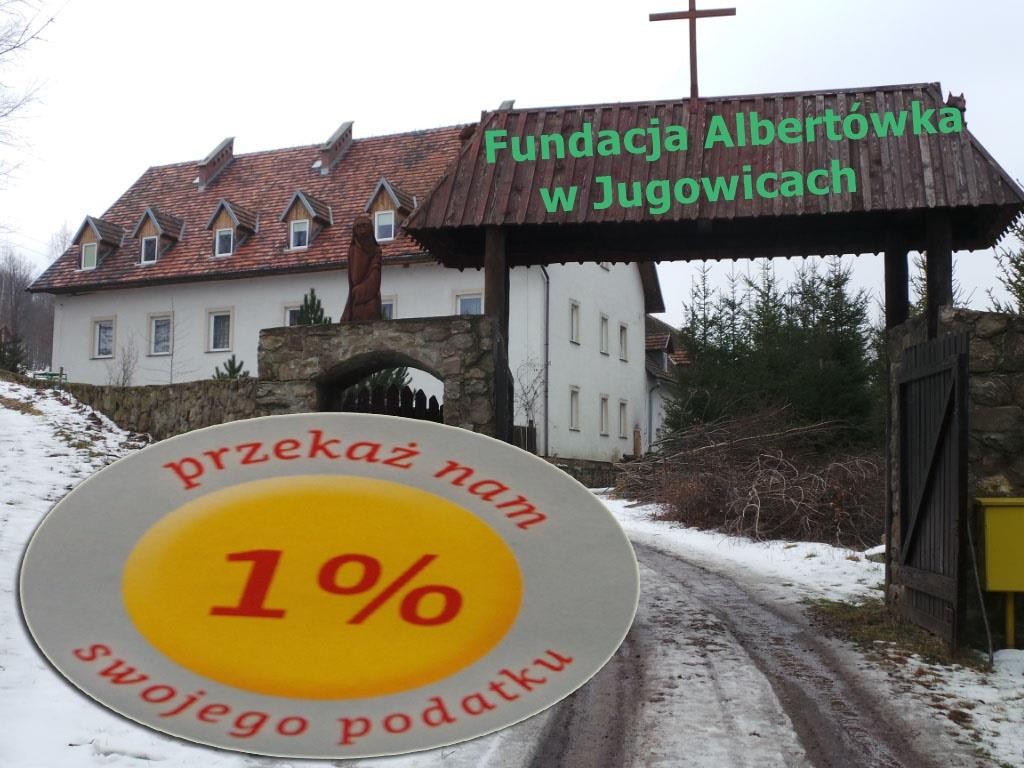 Fundacja Albertówka
w Jugowicach
przekaż nam
1%
swojego podatku